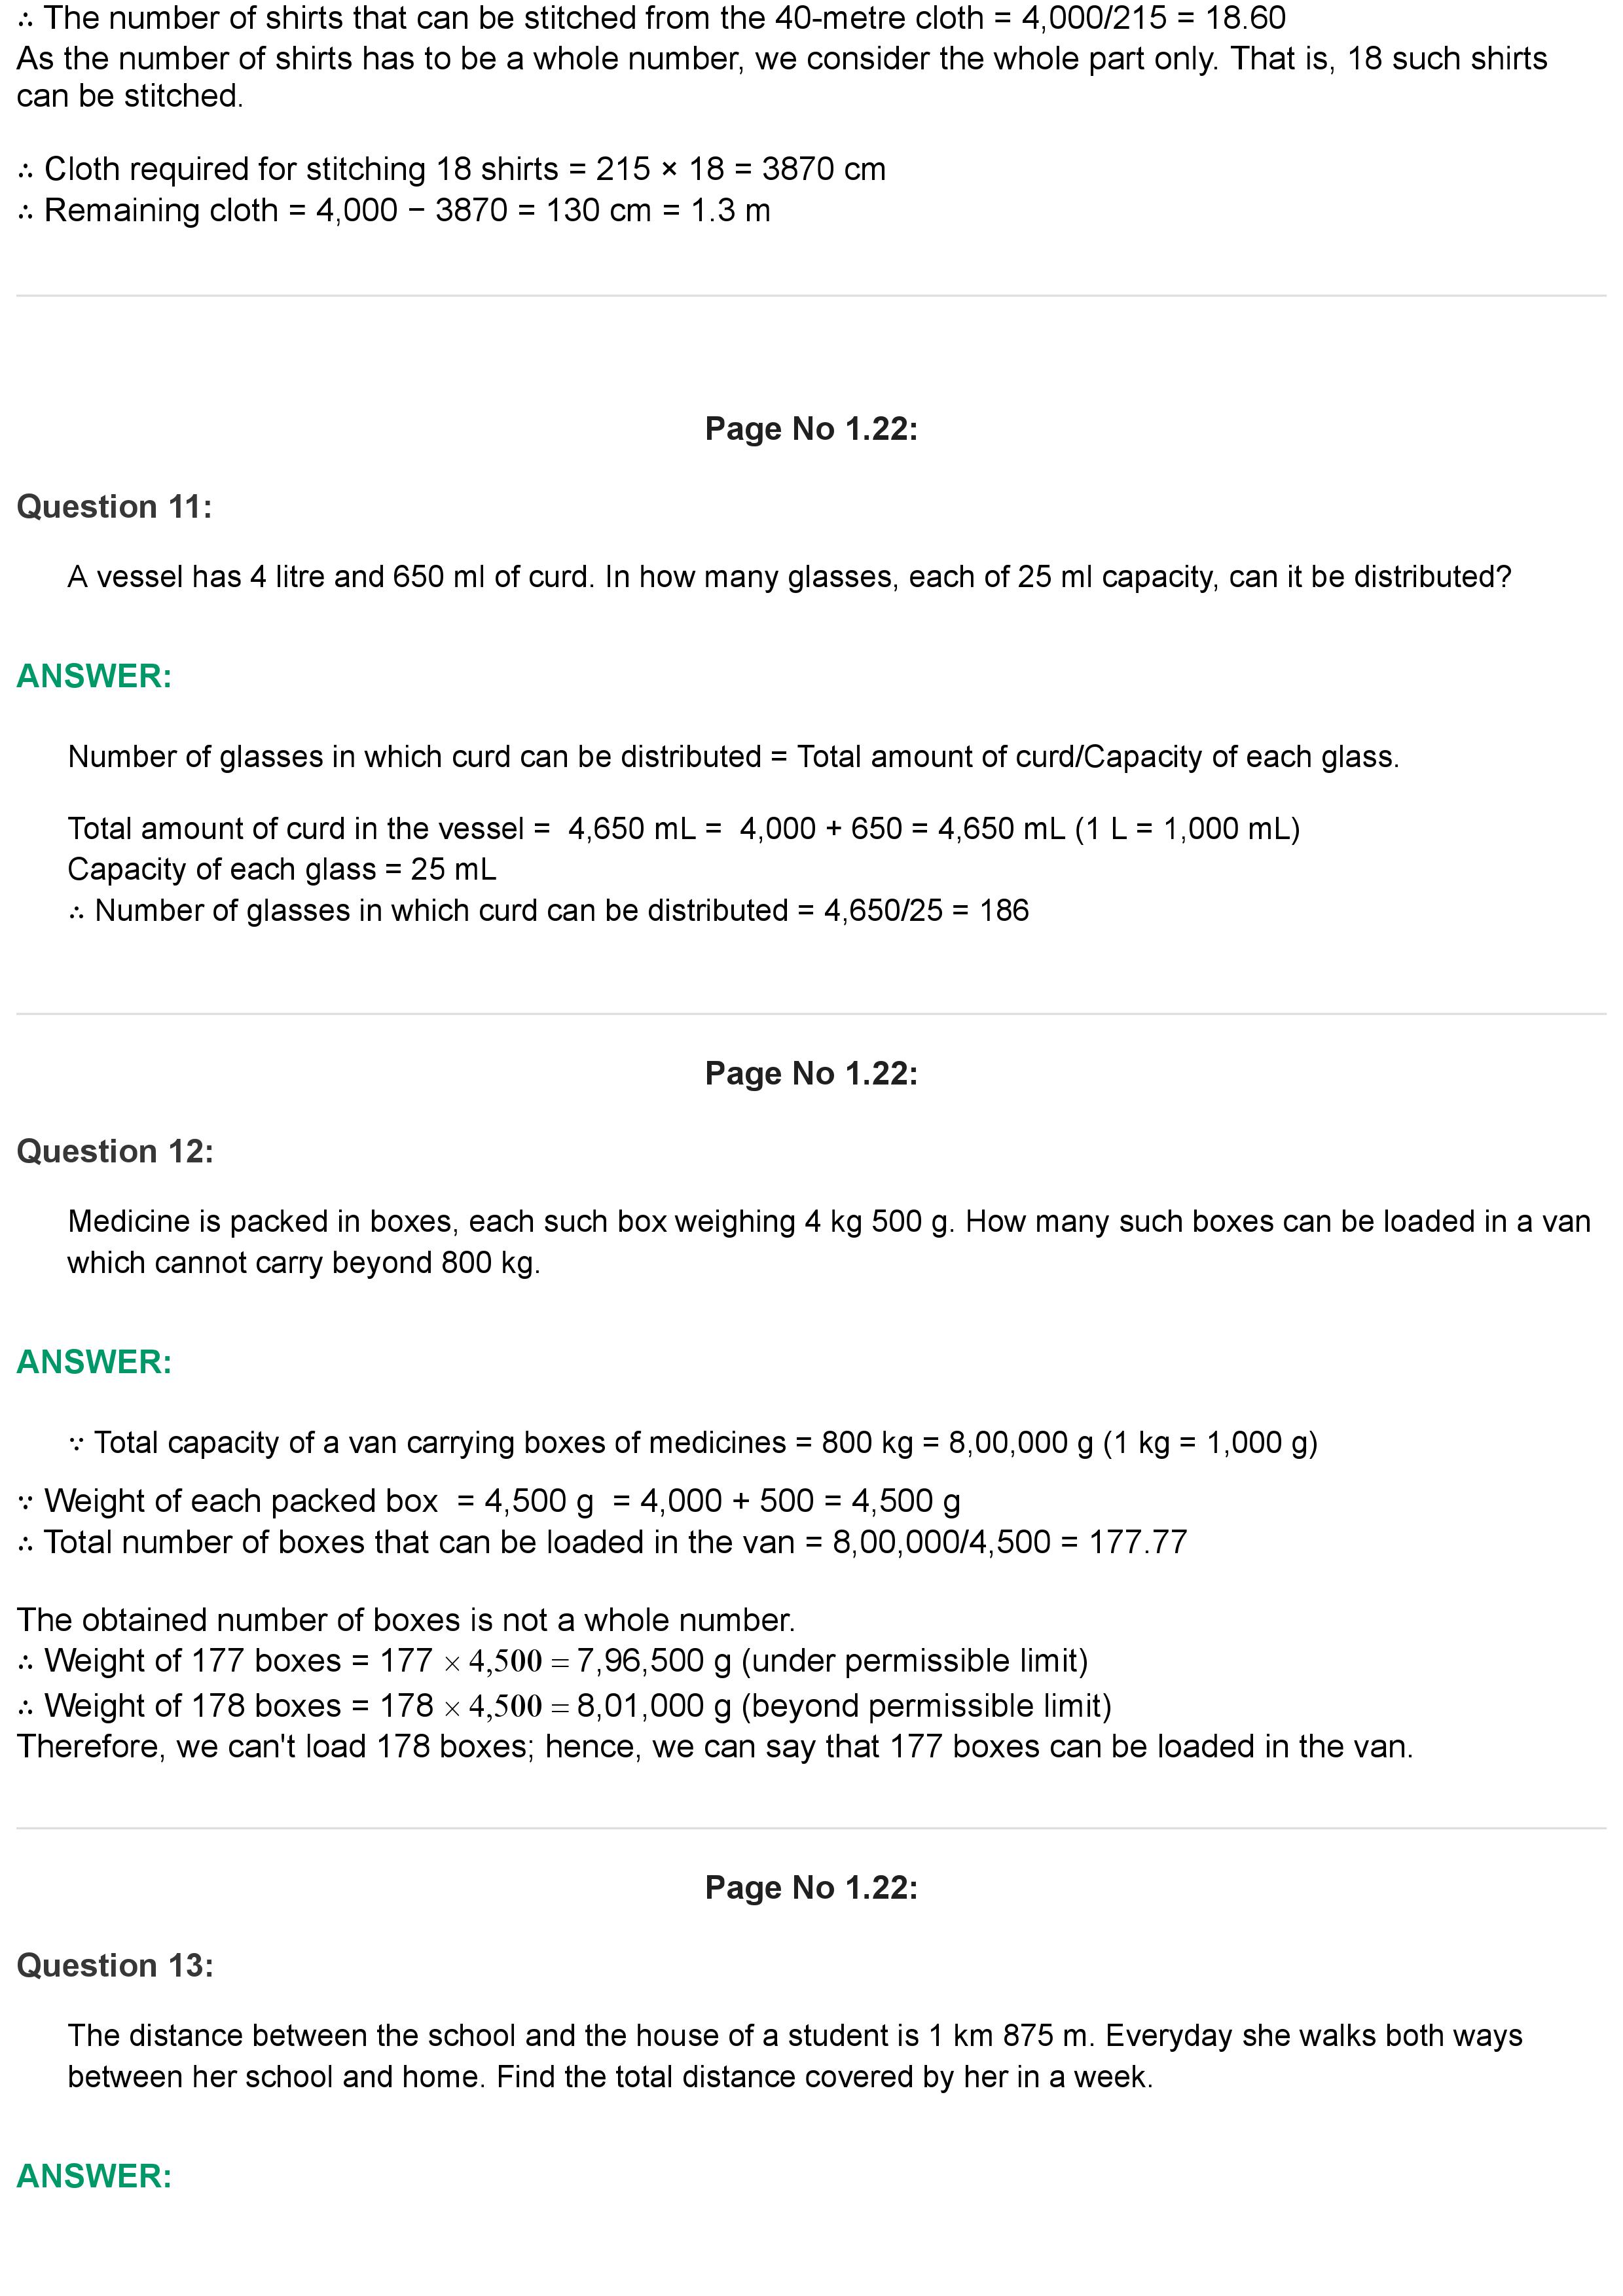 ∴ The number of shirts that can be stitched from the 40-metre cloth = 4,000/215 = 18.60
As the number of shirts has to be a whole number, we consider the whole part only. That is, 18 such shirts
can be stitched.
∴ Cloth required for stitching 18 shirts = 215 × 18 = 3870 cm
∴ Remaining cloth = 4,000 − 3870 = 130 cm = 1.3 m
Page No 1.22:
Question 11:
A vessel has 4 litre and 650 ml of curd. In how many glasses, each of 25 ml capacity, can it be distributed?
ANSWER:
Number of glasses in which curd can be distributed = Total amount of curd/Capacity of each glass.
Total amount of curd in the vessel = 4,650 mL = 4,000 + 650 = 4,650 mL (1 L = 1,000 mL)
Capacity of each glass = 25 mL
∴ Number of glasses in which curd can be distributed = 4,650/25 = 186
Page No 1.22:
Question 12:
Medicine is packed in boxes, each such box weighing 4 kg 500 g. How many such boxes can be loaded in a van
which cannot carry beyond 800 kg.
ANSWER:
∵ Total capacity of a van carrying boxes of medicines = 800 kg = 8,00,000 g (1 kg = 1,000 g)
∵ Weight of each packed box = 4,500 g = 4,000 + 500 = 4,500 g
∴ Total number of boxes that can be loaded in the van = 8,00,000/4,500 = 177.77
The obtained number of boxes is not a whole number.
∴ Weight of 177 boxes = 177 × 4,500 = 7,96,500 g (under permissible limit)
∴ Weight of 178 boxes = 178 × 4,500 = 8,01,000 g (beyond permissible limit)
Therefore, we can't load 178 boxes; hence, we can say that 177 boxes can be loaded in the van.
Page No 1.22:
Question 13:
The distance between the school and the house of a student is 1 km 875 m. Everyday she walks both ways
between her school and home. Find the total distance covered by her in a week.
ANSWER: